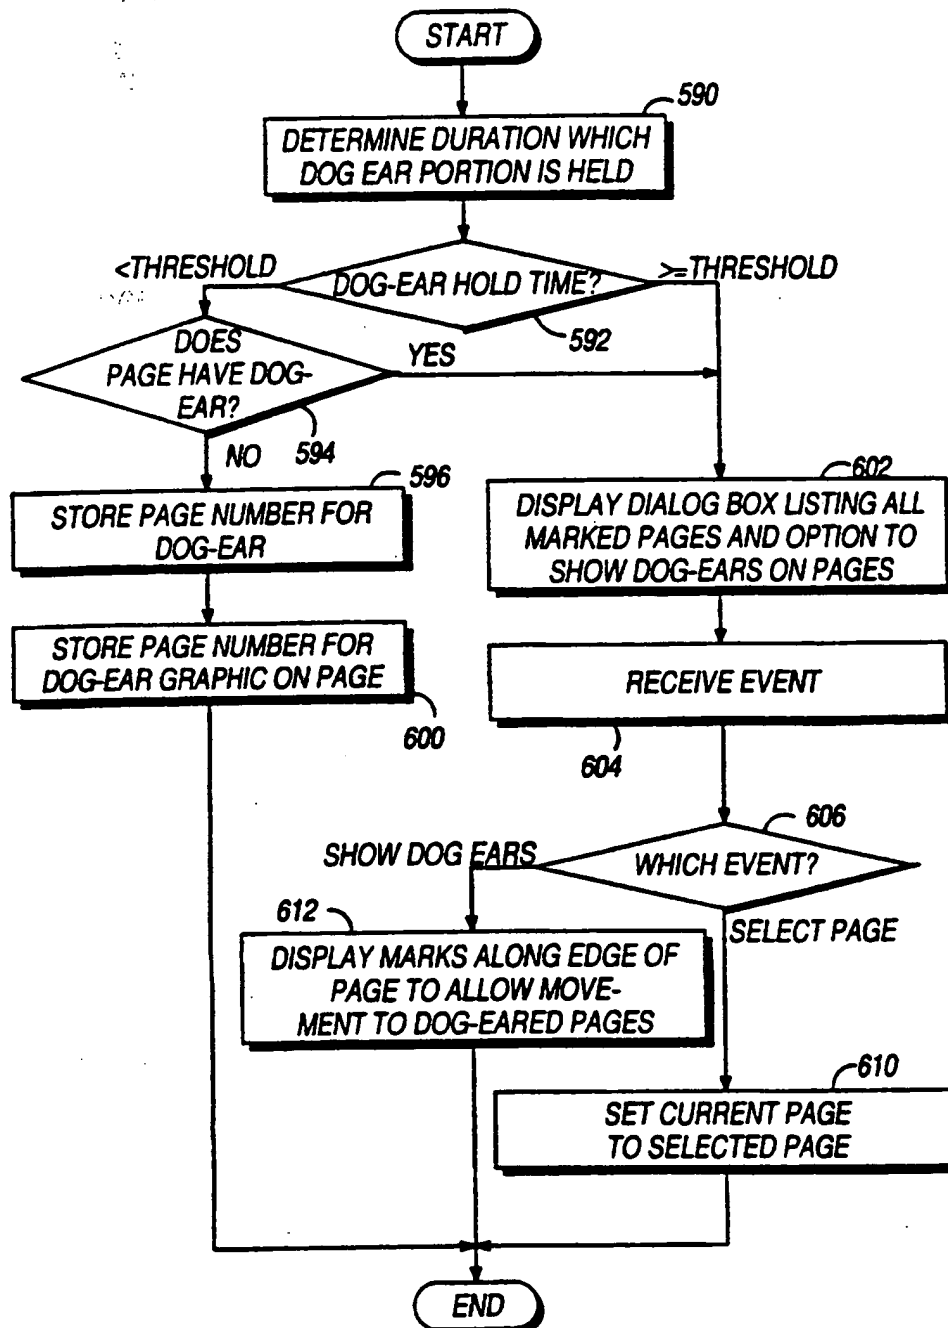 START
590
DETERMINE DURATION WHICH
DOG EAR PORTION IS HELD
<THRESHOLD
DOG-EAR HOLD TIME?
>=THRESHOLD
592
DOES
PAGE HAVE DOG-
EAR?
YES
594
NO
596
STORE PAGE NUMBER FOR
DOG-EAR
602
DISPLAY DIALOG BOX LISTING ALL
MARKED PAGES AND OPTION TO
SHOW DOG-EARS ON PAGES
STORE PAGE NUMBER FOR
DOG-EAR GRAPHIC ON PAGE
600
RECEIVE EVENT
604
606
WHICH EVENT?
SHOW DOG EARS
SELECT PAGE
612
DISPLAY MARKS ALONG EDGE OF
PAGE TO ALLOW MOVE-
MENT TO DOG-EARED PAGES
610
SET CURRENT PAGE
TO SELECTED PAGE
END